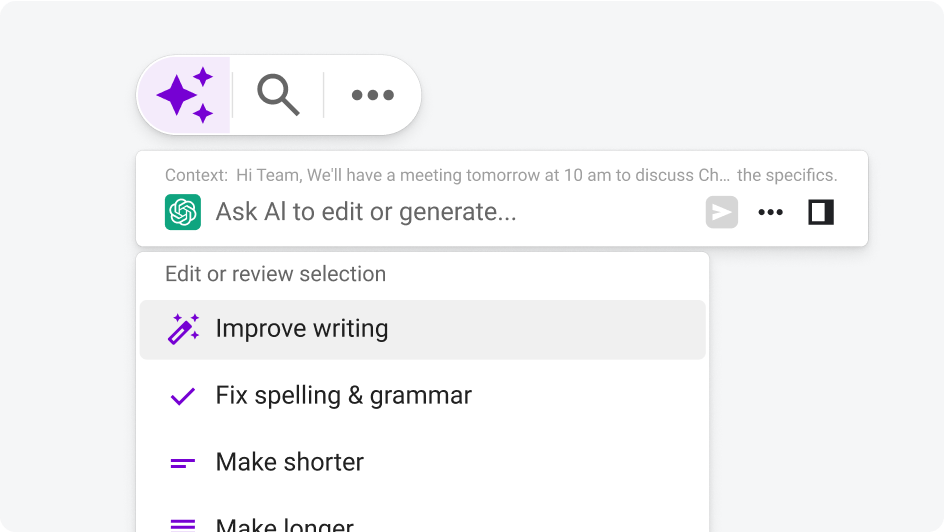 Context: Hi Team, We'll have a meeting tomorrow at 10 am to discuss Ch... the specifics.
Ask AI to edit or generate...
Edit or review selection
Improve writing
Fix spelling & grammar
Make shorter
Make longer